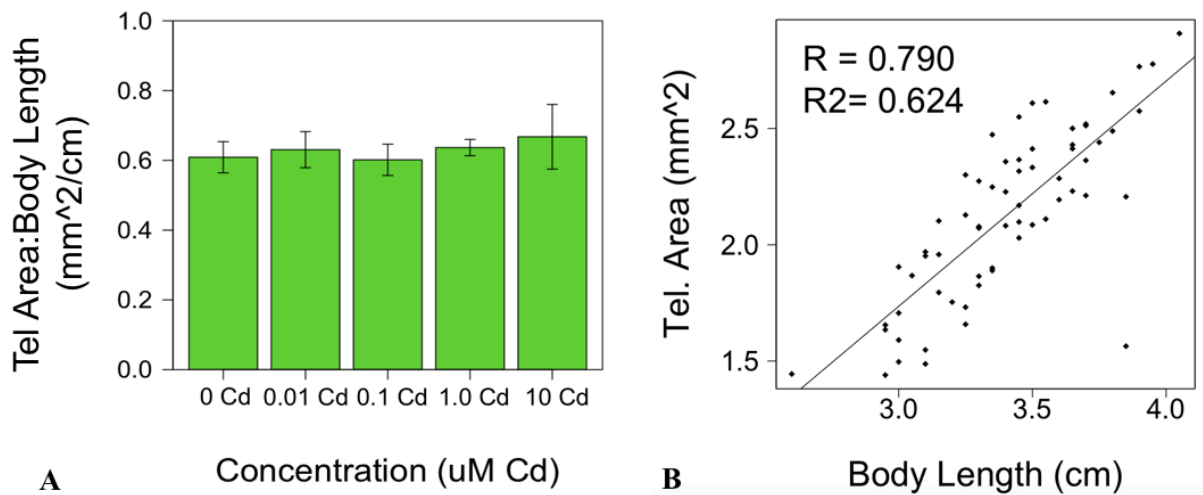 Tel Area:Body Length
(mm^2/cm)
1.0
0.8
0.6
0.4
0.2
0.0
0 Cd 0.01 Cd 0.1 Cd 1.0 Cd 10 Cd
Concentration (uM Cd)
A
Tel. Area (mm^2)
R = 0.790
R2= 0.624
2.5
2.0
1.5
3.0 3.5 4.0
Body Length (cm)
B